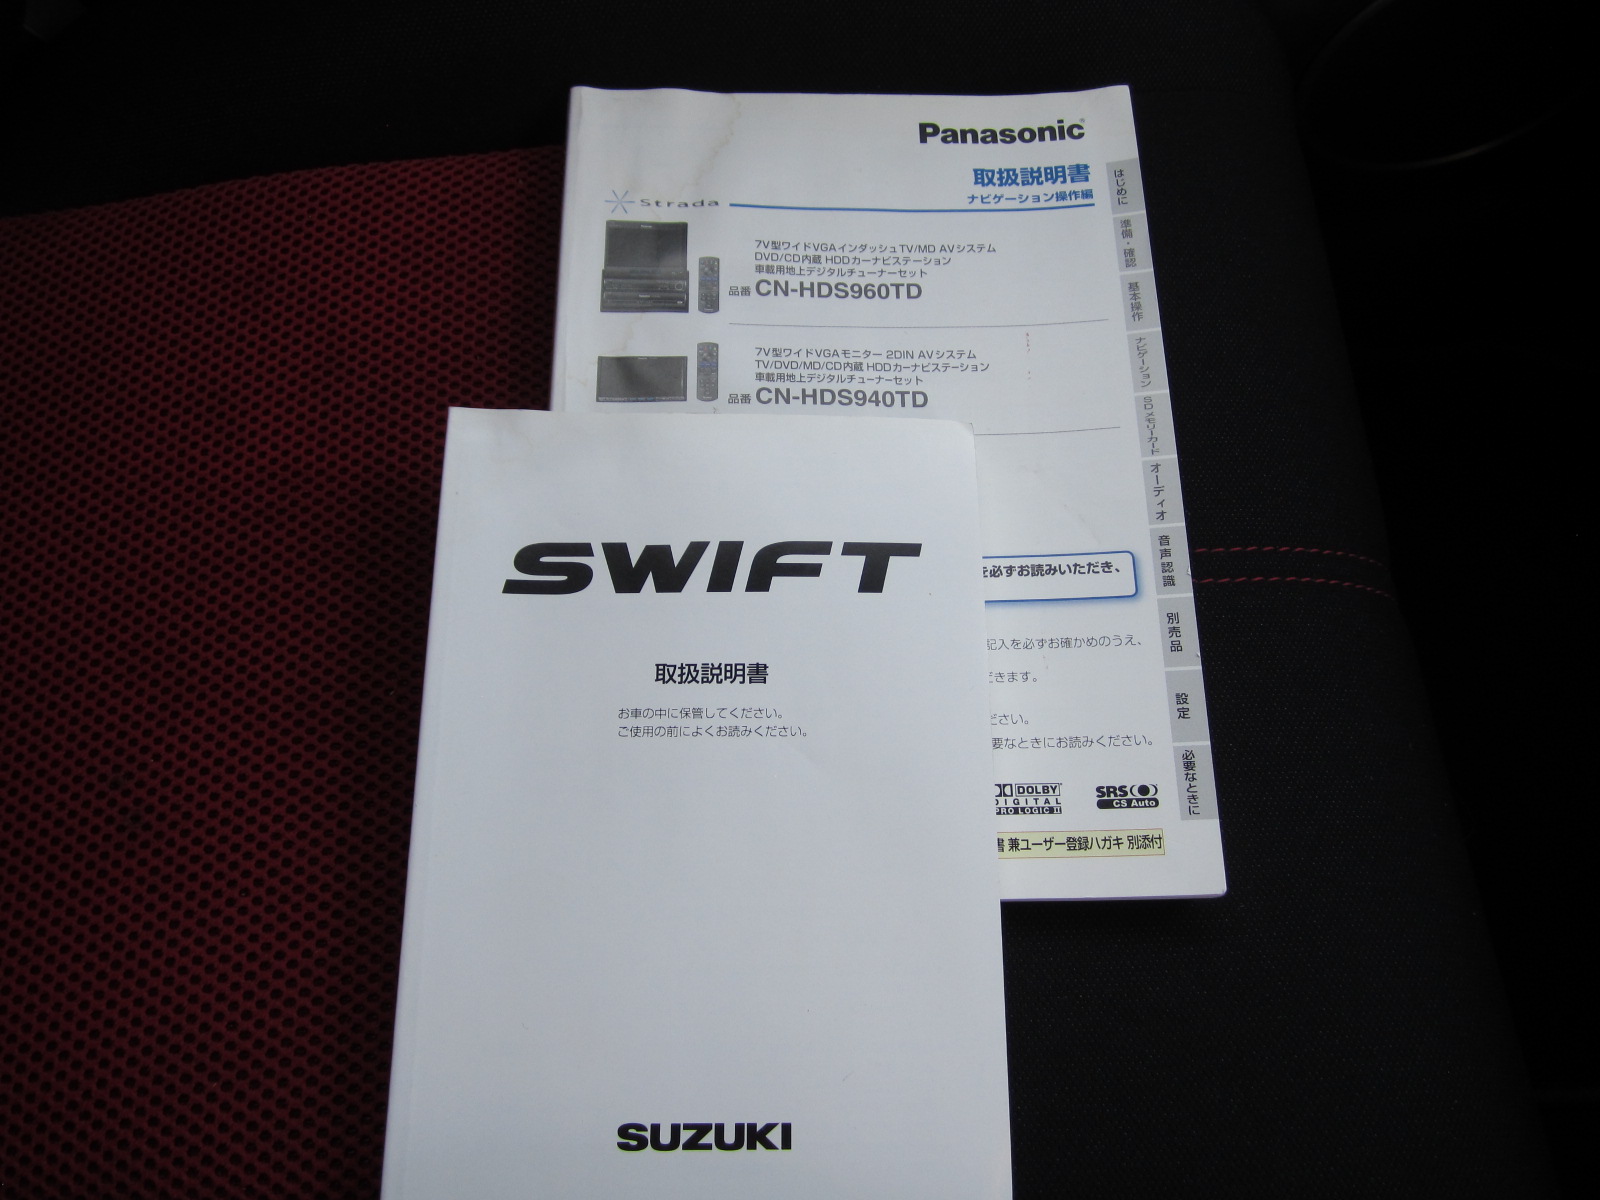 Panasonic
取扱説明書
ナビゲーション操作編
Strada
7V型ワイドVGAインダッシュTV/MD AVシステム
DVD/CD内蔵 HDDカーナビステーション
車載用地上デジタルチューナーセット
品番 CN-HDS960TD
7V型ワイドVGAモニター 2DIN AVシステム
TV/DVD/MD/CD内蔵 HDDカーナビステーション
車載用地上デジタルチューナーセット
品番 CN-HDS940TD
を必ずお読みいただき、
記入を必ずお確かめのうえ、
だきます。
ださい。
要なときにお読みください。
DOLBY
DIGITAL
PRO LOGIC II
SRS
CS Auto
書 兼ユーザー登録ハガキ 別添付
はじめに
準備・確認
基本操作
ナビゲーション
SDメモリーカード
オーディオ
音声認識
別売品
設定
必要なときに
SWIFT
取扱説明書
お車の中に保管してください。
ご使用の前によくお読みください。
SUZUKI